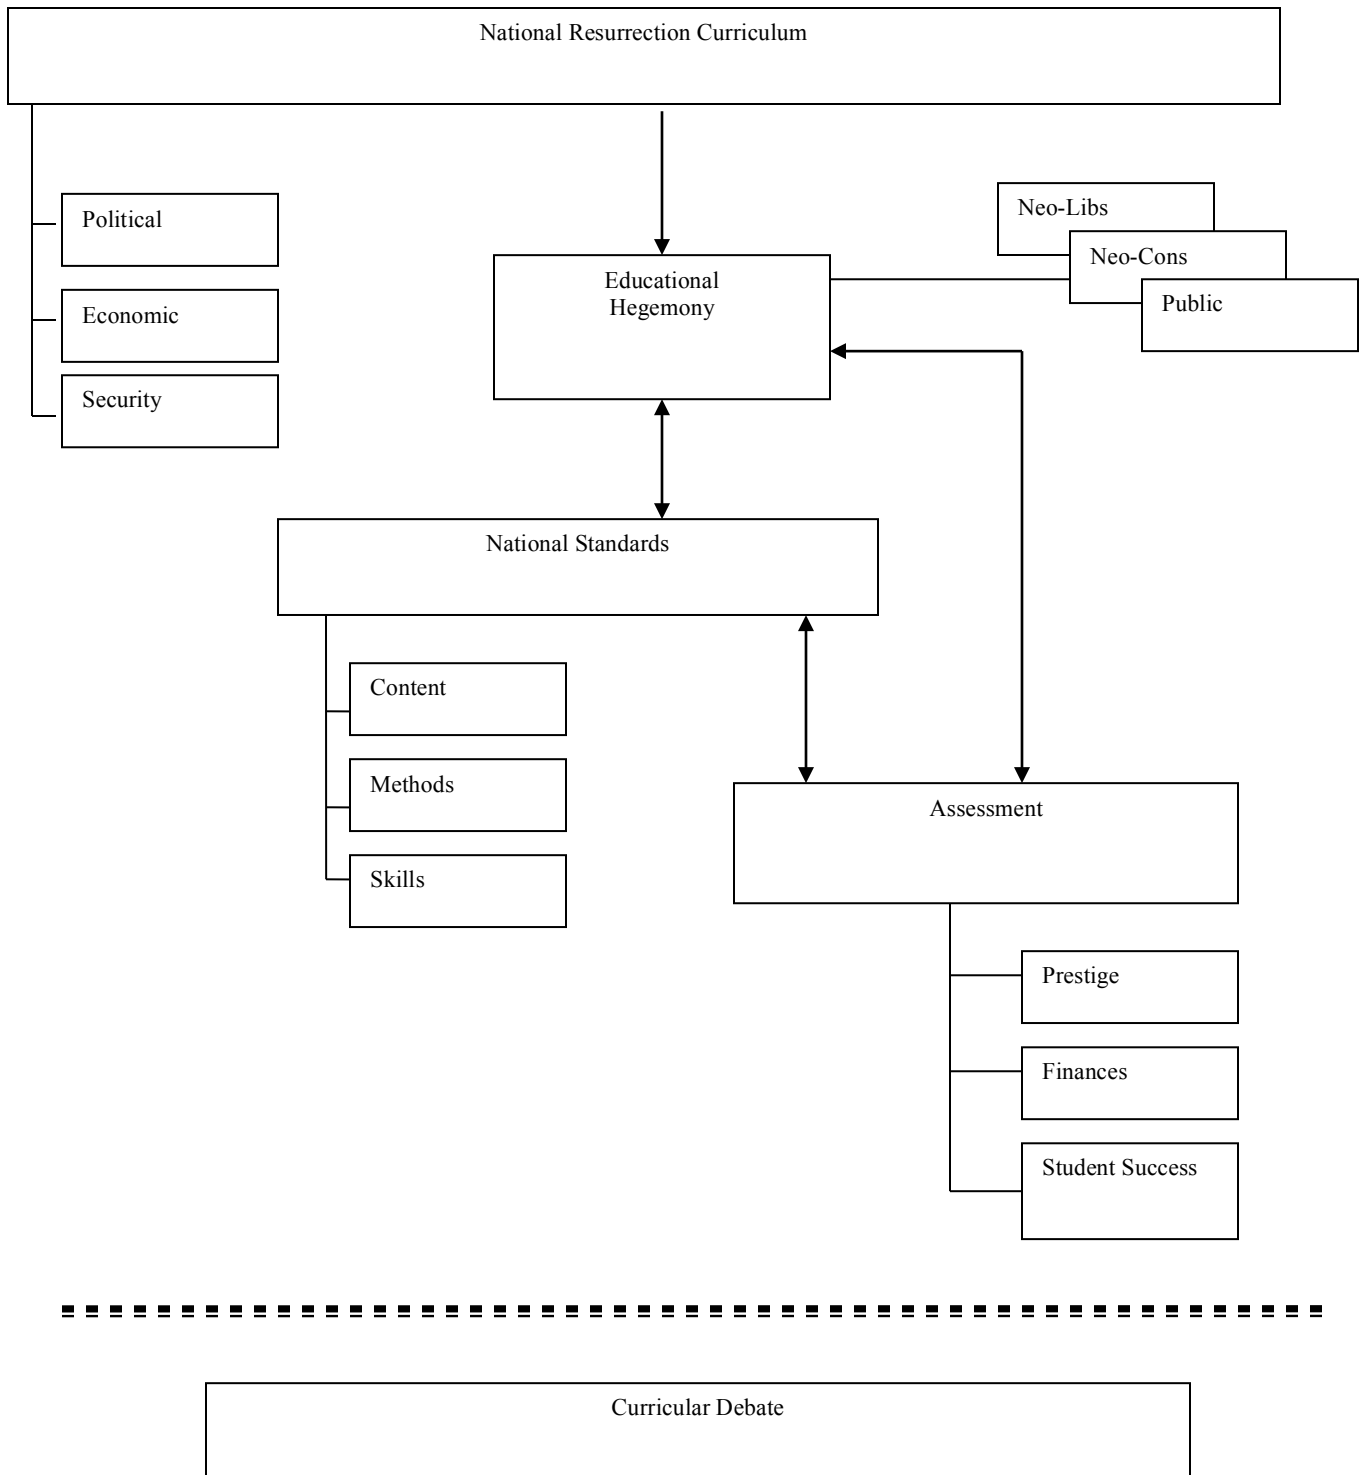 National Resurrection Curriculum
Political
Economic
Security
Educational
Hegemony
Neo-Libs
Neo-Cons
Public
National Standards
Content
Methods
Skills
Assessment
Prestige
Finances
Student Success
Curricular Debate